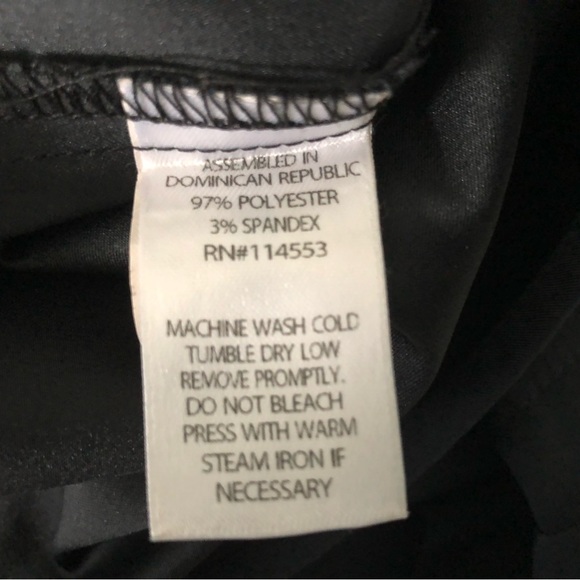 ASSEMBLED IN
DOMINICAN REPUBLIC
97% POLYESTER
3% SPANDEX
RN#114553
MACHINE WASH COLD
TUMBLE DRY LOW
REMOVE PROMPTLY.
DO NOT BLEACH
PRESS WITH WARM
STEAM IRON IF
NECESSARY